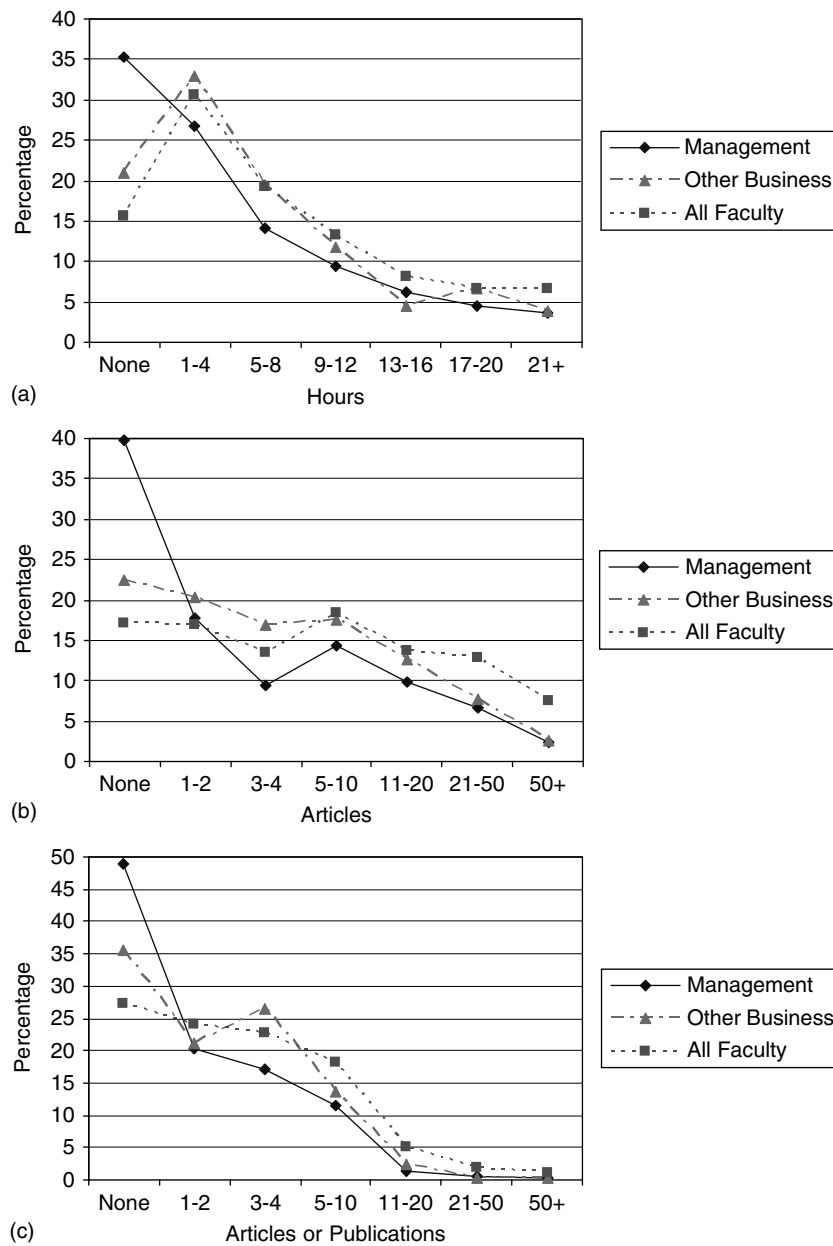 40
35
30
25
20
15
10
5
0
Percentage
None 1-4 5-8 9-12 13-16 17-20 21+
Hours
(a)
Management
Other Business
All Faculty
40
35
30
25
20
15
10
5
0
Percentage
None 1-2 3-4 5-10 11-20 21-50 50+
Articles
(b)
Management
Other Business
All Faculty
50
45
40
35
30
25
20
15
10
5
0
Percentage
None 1-2 3-4 5-10 11-20 21-50 50+
Articles or Publications
(c)
Management
Other Business
All Faculty